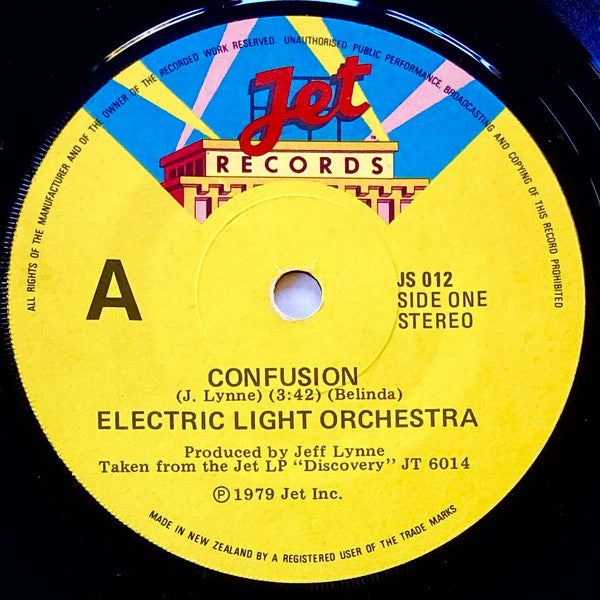 ALL RIGHTS OF THE MANUFACTURER AND OF THE OWNER OF THE RECORDED WORK RESERVED. UNAUTHORISED PUBLIC PERFORMANCE, BROADCASTING AND COPYING OF THIS RECORD PROHIBITED
Jet
TM
RECORDS
A
JS 012
SIDE ONE
STEREO
CONFUSION
(J. Lynne) (3:42) (Belinda)
ELECTRIC LIGHT ORCHESTRA
Produced by Jeff Lynne
Taken from the Jet LP “Discovery” JT 6014
℗ 1979 Jet Inc.
MADE IN NEW ZEALAND BY A REGISTERED USER OF THE TRADE MARKS